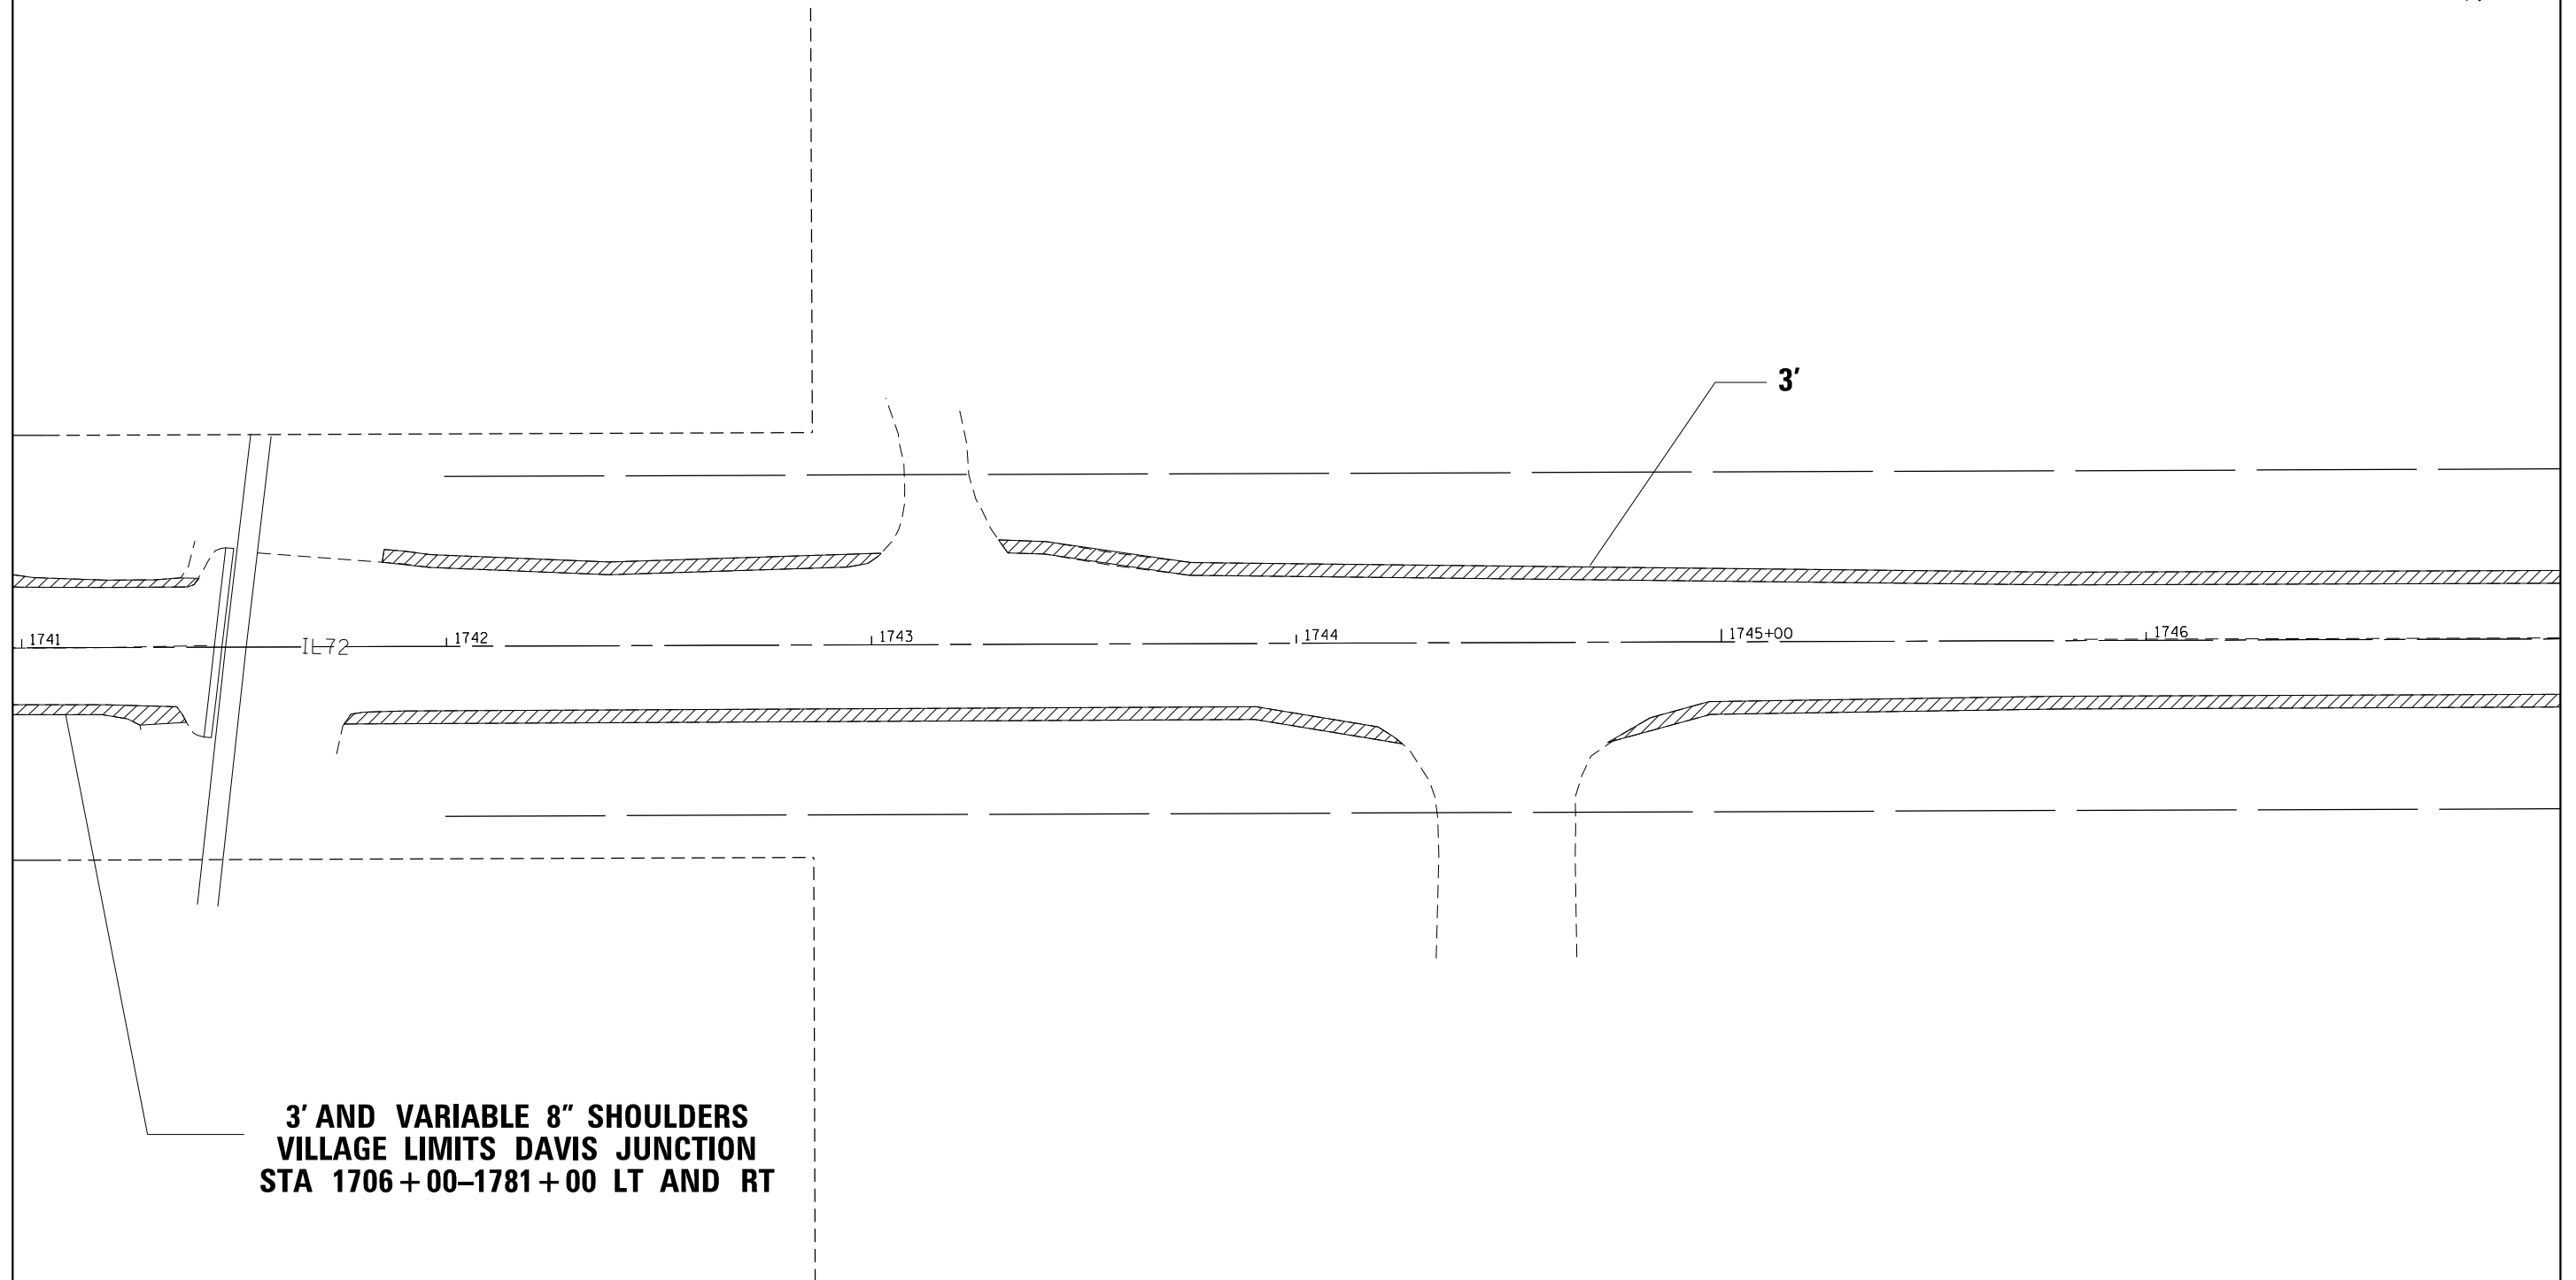 3'
1741
IL72
1742
1743
1744
1745+00
1746
3' AND VARIABLE 8" SHOULDERS
VILLAGE LIMITS DAVIS JUNCTION
STA 1706+00–1781+00 LT AND RT